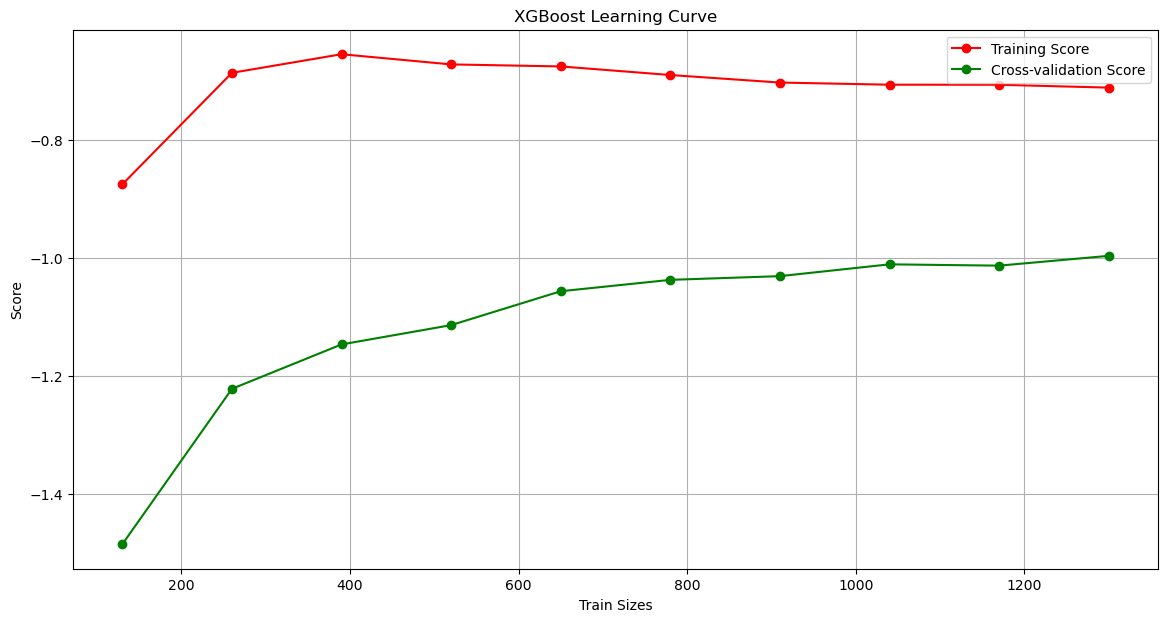 XGBoost Learning Curve
Training Score
Cross-validation Score
Score
−0.8
−1.0
−1.2
−1.4
200 400 600 800 1000 1200
Train Sizes